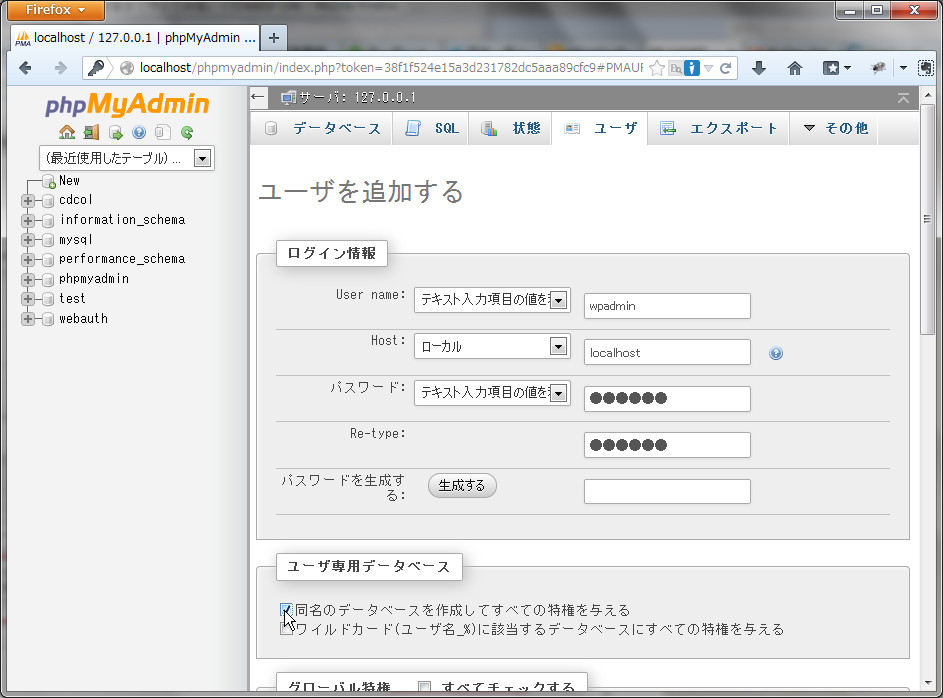 Firefox
localhost / 127.0.0.1 | phpMyAdmin ...
localhost/phpmyadmin/index.php?token=38f1f524e15a3d231782dc5aaa89cfc9#PMAUR
phpMyAdmin
(最近使用したテーブル) ...
New
cdcol
information_schema
mysql
performance_schema
phpmyadmin
test
webauth
サーバ: 127.0.0.1
データベース SQL 状態 ユーザ エクスポート その他
ユーザを追加する
ログイン情報
User name: テキスト入力項目の値を wpadmin
Host: ローカル localhost
パスワード: テキスト入力項目の値を ●●●●●●
Re-type: ●●●●●●
パスワードを生成す
る: 生成する
ユーザ専用データベース
同名のデータベースを作成してすべての特権を与える
ワイルドカード(ユーザ名_%)に該当するデータベースにすべての特権を与える
グローバル特権 すべてチェックする